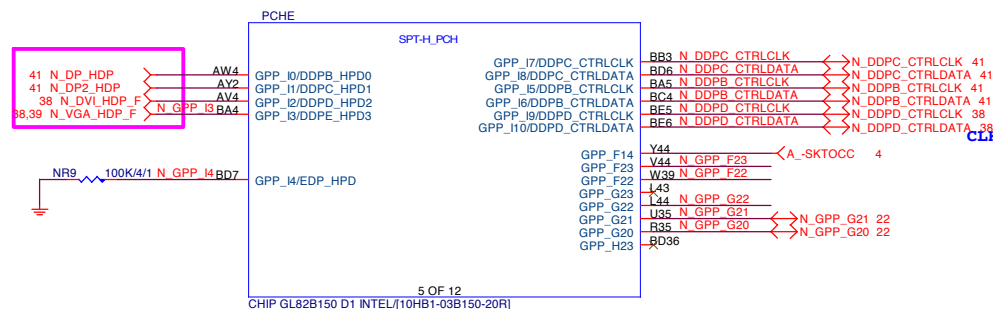 PCHE
SPT-H_PCH
41 N_DP_HDP AW4 GPP_I0/DDPB_HPD0
41 N_DP2_HDP AY2 GPP_I1/DDPC_HPD1
38 N_DVI_HDP_F AV4 GPP_I2/DDPD_HPD2
38,39 N_VGA_HDP_F N_GPP_I3 BA4 GPP_I3/DDPE_HPD3
NR9 100K/4/1 N_GPP_I4 BD7 GPP_I4/EDP_HPD
GPP_I7/DDPC_CTRLCLK BB3 N_DDPC_CTRLCLK N_DDPC_CTRLCLK 41
GPP_I8/DDPC_CTRLDATA BD6 N_DDPC_CTRLDATA N_DDPC_CTRLDATA 41
GPP_I5/DDPB_CTRLCLK BA5 N_DDPB_CTRLCLK N_DDPB_CTRLCLK 41
GPP_I6/DDPB_CTRLDATA BC4 N_DDPB_CTRLDATA N_DDPB_CTRLDATA 41
GPP_I9/DDPD_CTRLCLK BE5 N_DDPD_CTRLCLK N_DDPD_CTRLCLK 38
GPP_I10/DDPD_CTRLDATA BE6 N_DDPD_CTRLDATA N_DDPD_CTRLDATA 38
GPP_F14 Y44 A_-SKTOCC 4
GPP_F23 V44 N_GPP_F23
GPP_F22 W39 N_GPP_F22
GPP_G23 L43
GPP_G22 L44 N_GPP_G22
GPP_G21 U35 N_GPP_G21 N_GPP_G21 22
GPP_G20 R35 N_GPP_G20 N_GPP_G20 22
GPP_H23 BD36
5 OF 12
CHIP GL82B150 D1 INTEL/[10HB1-03B150-20R]